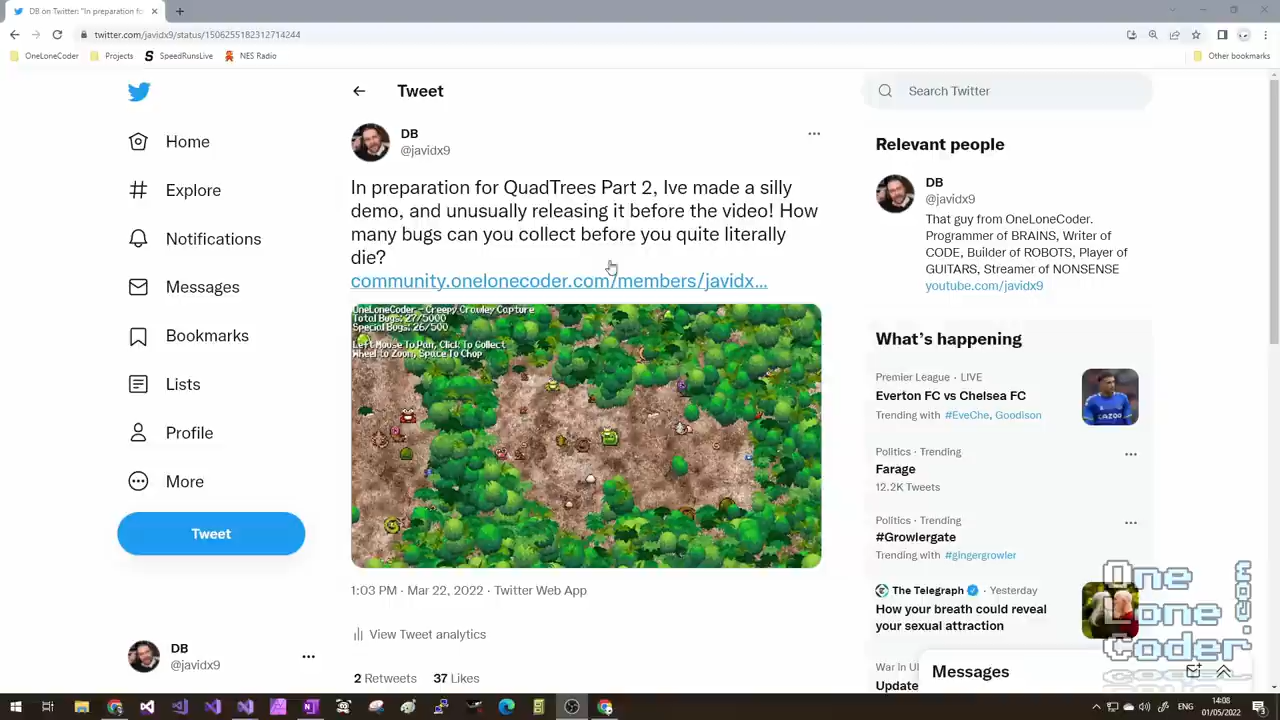 DB on Twitter: "In preparation fo
twitter.com/javidx9/status/1506255182312714244
OneLoneCoder
Projects
SpeedRunsLive
NES Radio
Other bookmarks
Home
Explore
Notifications
Messages
Bookmarks
Lists
Profile
More
Tweet
DB
@javidx9
Tweet
DB
@javidx9
In preparation for QuadTrees Part 2, Ive made a silly
demo, and unusually releasing it before the video! How
many bugs can you collect before you quite literally
die?
community.onelonecoder.com/members/javidx...
OneLoneCoder - Creepy Crawley Capture
Total Bugs: 27/5000
Special Bugs: 26/500
Left Mouse To Pan, Click To Collect
Wheel to Zoom, Space To Chop
1:03 PM · Mar 22, 2022 · Twitter Web App
View Tweet analytics
2 Retweets 37 Likes
Search Twitter
Relevant people
DB
@javidx9
That guy from OneLoneCoder.
Programmer of BRAINS, Writer of
CODE, Builder of ROBOTS, Player of
GUITARS, Streamer of NONSENSE
youtube.com/javidx9
What's happening
Premier League · LIVE
Everton FC vs Chelsea FC
Trending with #EveChe, Goodison
Politics · Trending
Farage
12.2K Tweets
Politics · Trending
#Growlergate
Trending with #gingergrowler
The Telegraph · Yesterday
How your breath could reveal
your sexual attraction
War in U
Update
Messages
One
Lone
Coder
.com
14:08
01/05/2022